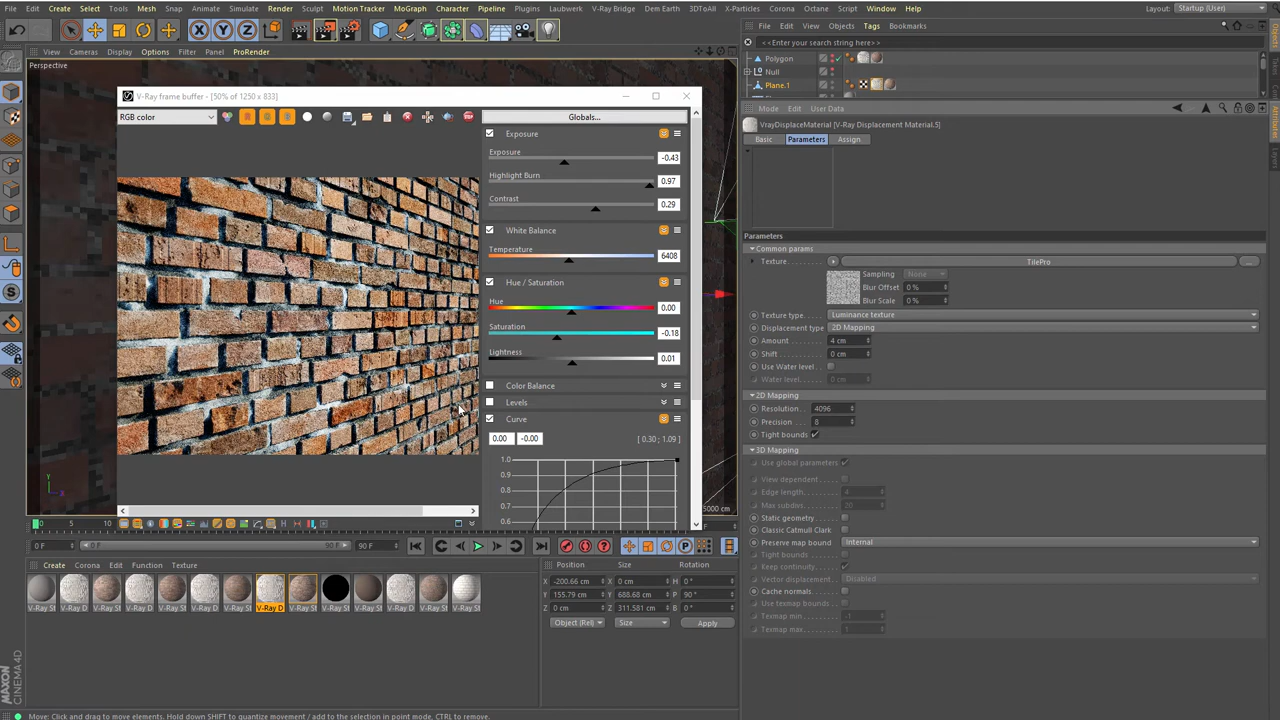 File Create Select Tools Mesh Snap Animate Simulate Render Sculpt Motion Tracker MoGraph Character Pipeline Plugins Laubwerk V-Ray Bridge Dem Earth 3DToAll X-Particles Corona Octane Script Window Help
Layout: Startup (User)
View Cameras Display Options Filter Panel ProRender
Perspective
File Edit View Objects Tags Bookmarks
<<Enter your search string here>>
Polygon
Null
Plane.1
Mode Edit User Data
VrayDisplaceMaterial [V-Ray Displacement Material.5]
Basic Parameters Assign
Parameters
Common params
Texture: TilePro ...
Sampling None
Blur Offset 0 %
Blur Scale 0 %
Texture type Luminance texture
Displacement type 2D Mapping
Amount 4 cm
Shift 0 cm
Use Water level
Water level 0 cm
2D Mapping
Resolution 4096
Precision 8
Tight bounds
3D Mapping
Use global parameters
View dependent
Edge length 4
Max subdivs 20
Static geometry
Classic Catmull Clark
Preserve map bound Internal
Tight bounds
Keep continuity
Vector displacement Disabled
Cache normals
Use texmap bounds
Texmap min -1
Texmap max 1
V-Ray frame buffer - [50% of 1250 x 833]
RGB color
STOP
Globals...
Exposure
Exposure -0.43
Highlight Burn 0.97
Contrast 0.29
White Balance
Temperature 6408
Hue / Saturation
Hue 0.00
Saturation -0.18
Lightness 0.01
Color Balance
Levels
Curve
0.00 -0.00 [ 0.30 ; 1.09 ]
1.0
0.9
0.8
0.7
0.6
5000 cm
0 5 10
0 F 0 F 90 F 90 F
Create Corona Edit Function Texture
V-Ray St V-Ray D V-Ray St V-Ray D V-Ray St V-Ray D V-Ray St V-Ray D V-Ray St V-Ray St V-Ray St V-Ray D V-Ray St V-Ray St
Position Size Rotation
X -200.66 cm X 0 cm H 0 °
Y 155.79 cm Y 688.68 cm P 90 °
Z 0 cm Z 311.581 cm B 0 °
Object (Rel) Size Apply
MAXON
CINEMA 4D
Move: Click and drag to move elements. Hold down SHIFT to quantize movement / add to the selection in point mode, CTRL to remove.